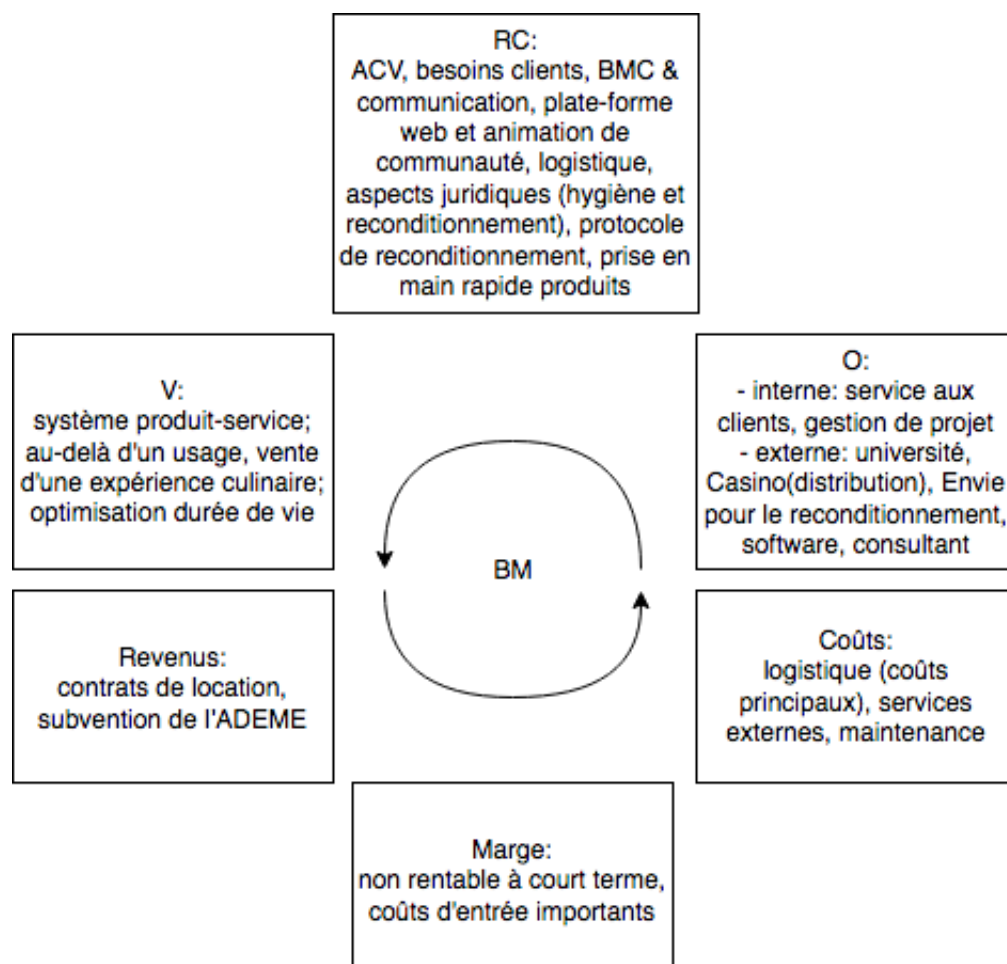 RC:
ACV, besoins clients, BMC &
communication, plate-forme
web et animation de
communauté, logistique,
aspects juridiques (hygiène et
reconditionnement), protocole
de reconditionnement, prise en
main rapide produits
V:
système produit-service;
au-delà d'un usage, vente
d'une expérience culinaire;
optimisation durée de vie
O:
- interne: service aux
clients, gestion de projet
- externe: université,
Casino(distribution), Envie
pour le reconditionnement,
software, consultant
BM
Revenus:
contrats de location,
subvention de l'ADEME
Coûts:
logistique (coûts
principaux), services
externes, maintenance
Marge:
non rentable à court terme,
coûts d'entrée importants